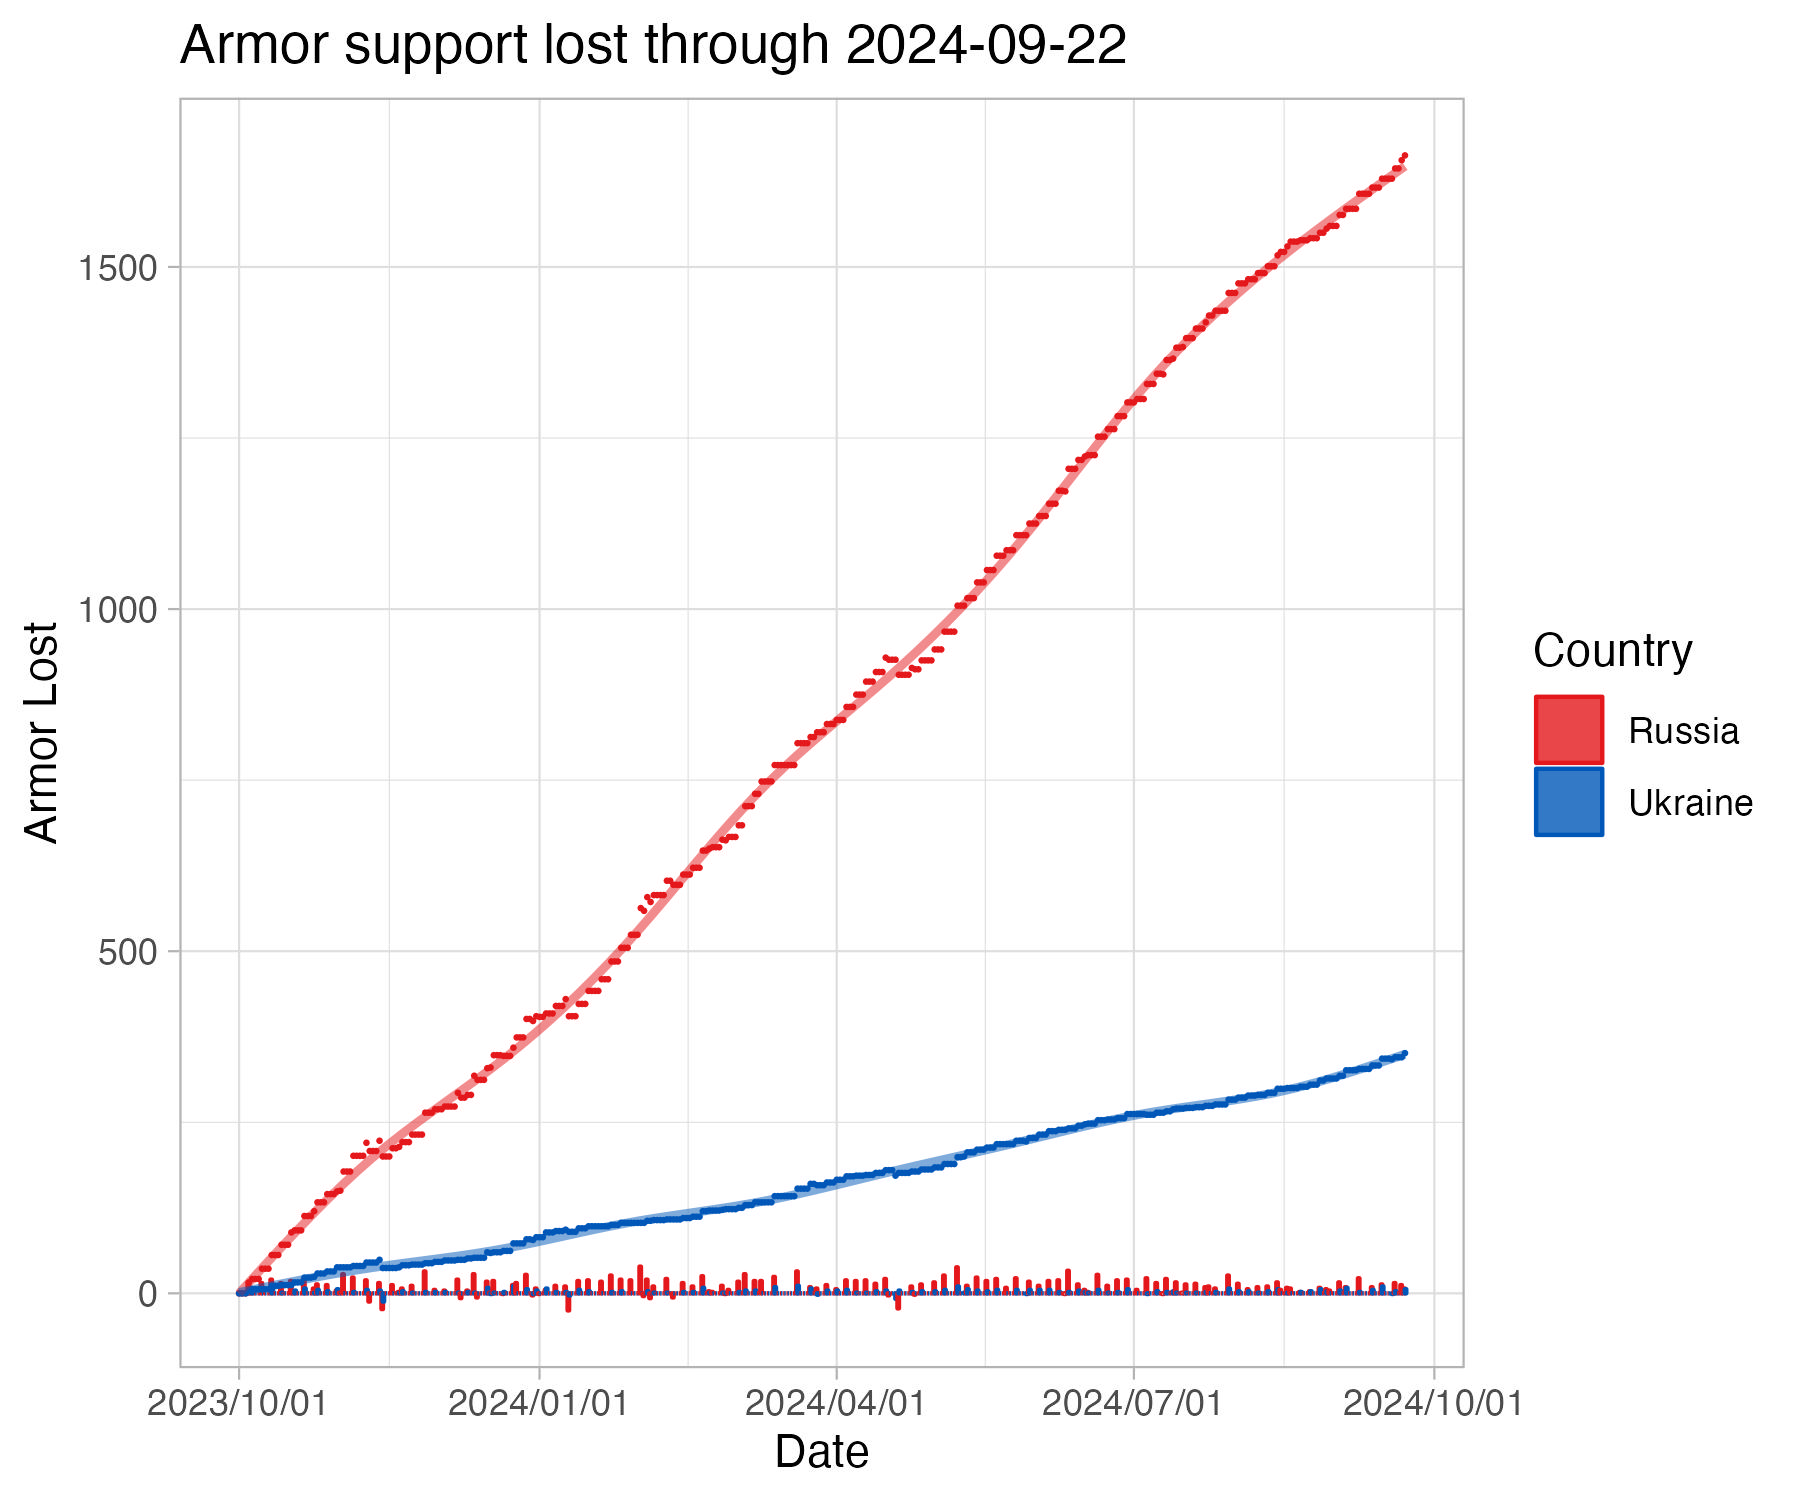 Armor support lost through 2024-09-22
Armor Lost
1500
1000
500
0
2023/10/01
2024/01/01
2024/04/01
2024/07/01
2024/10/01
Date
Country
Russia
Ukraine